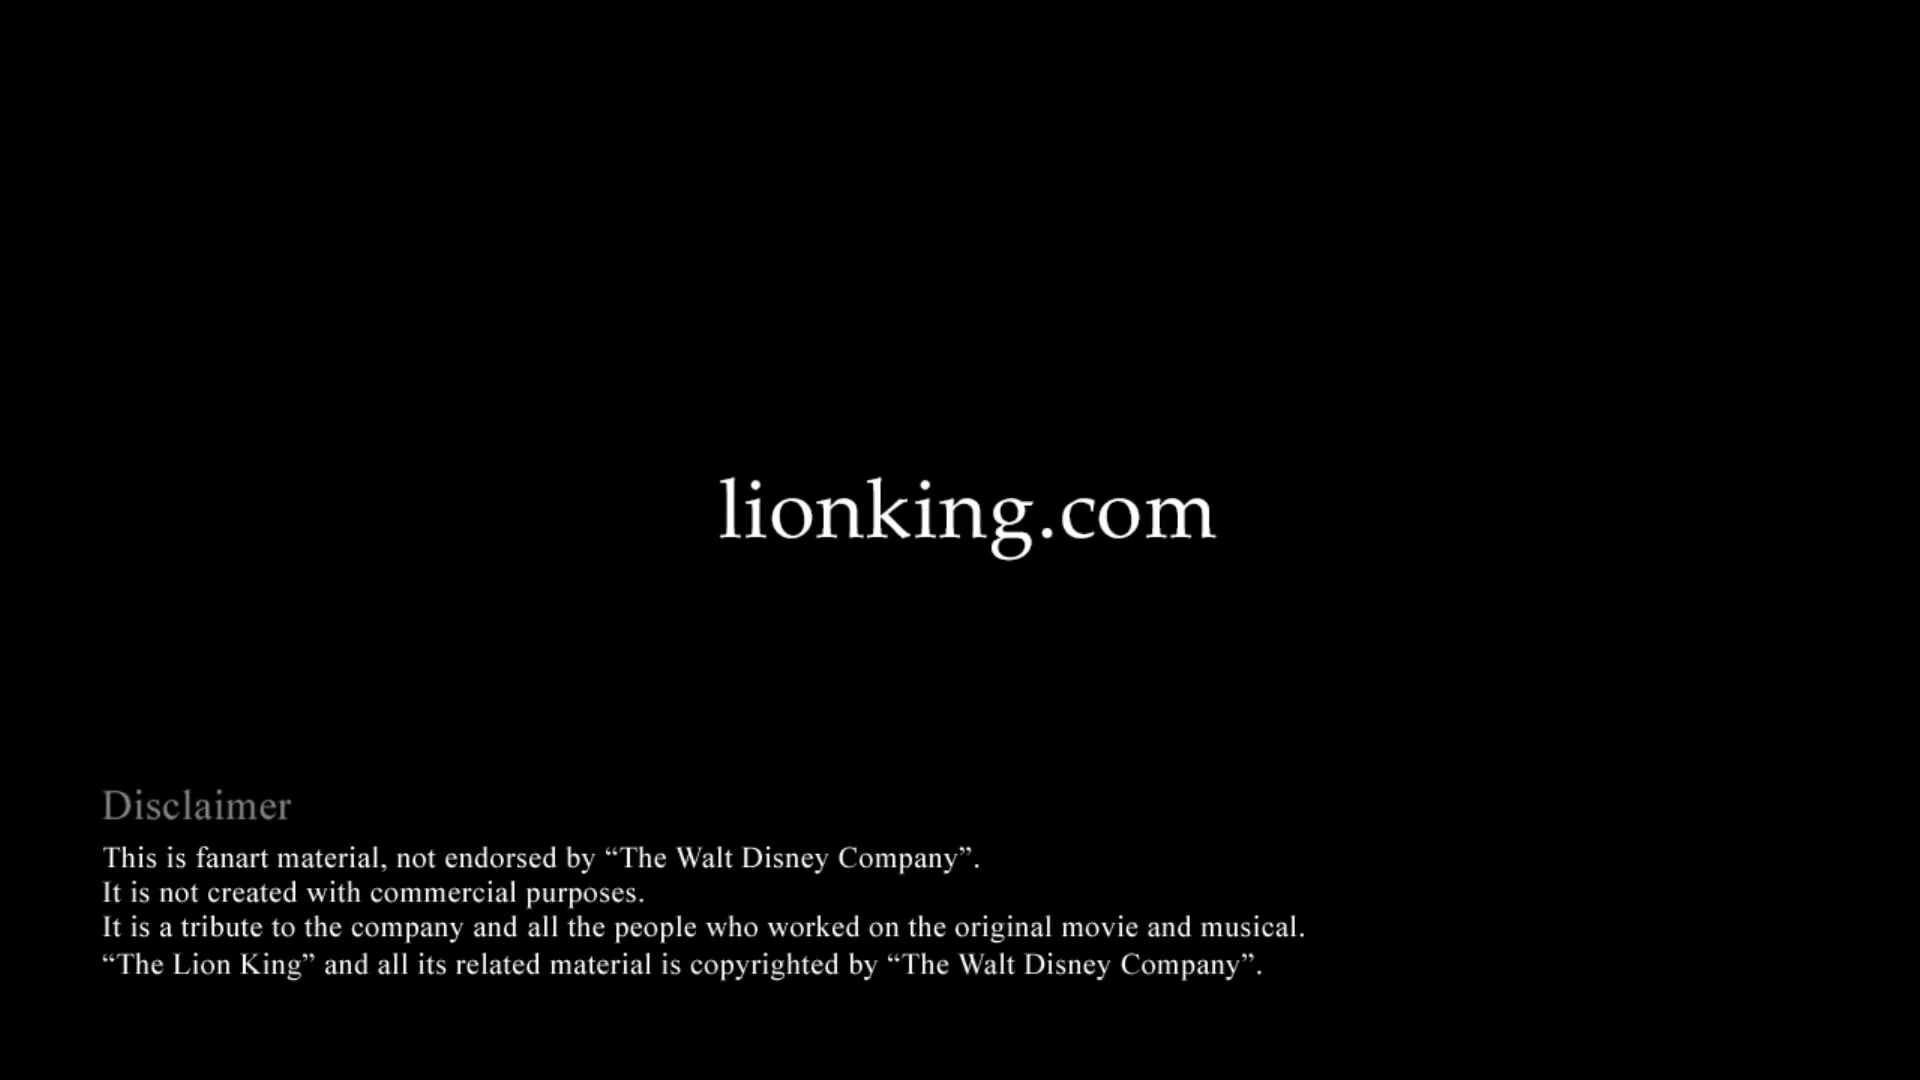 lionking.com
Disclaimer
This is fanart material, not endorsed by “The Walt Disney Company”.
It is not created with commercial purposes.
It is a tribute to the company and all the people who worked on the original movie and musical.
“The Lion King” and all its related material is copyrighted by “The Walt Disney Company”.